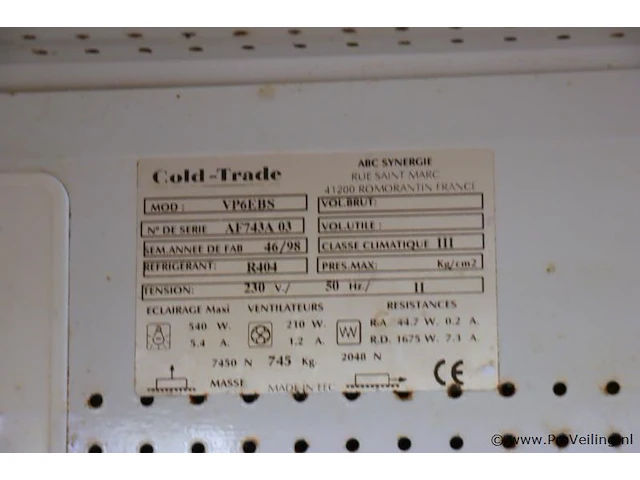 Cold-Trade
ABC SYNERGIE
RUE SAINT MARC
41200 ROMORANTIN FRANCE
MOD : VP6EBS
VOL.BRUT:
N° DE SERIE AF743A 03
VOL.UTILE :
SEM.ANNEE DE FAB 46/98
CLASSE CLIMATIQUE III
REFRIGERANT: R404
PRES.MAX: Kg/cm2
TENSION: 230 V./ 50 Hz/ II
ECLAIRAGE Maxi VENTILATEURS RESISTANCES
540 W. 210 W. R.A 44.7 W. 0.2 A.
5.4 A. 1.2 A. R.D. 1675 W. 7.3 A.
7450 N 745 Kg 2048 N
MASSE MADE IN EEC CE
© www.ProVeiling.nl